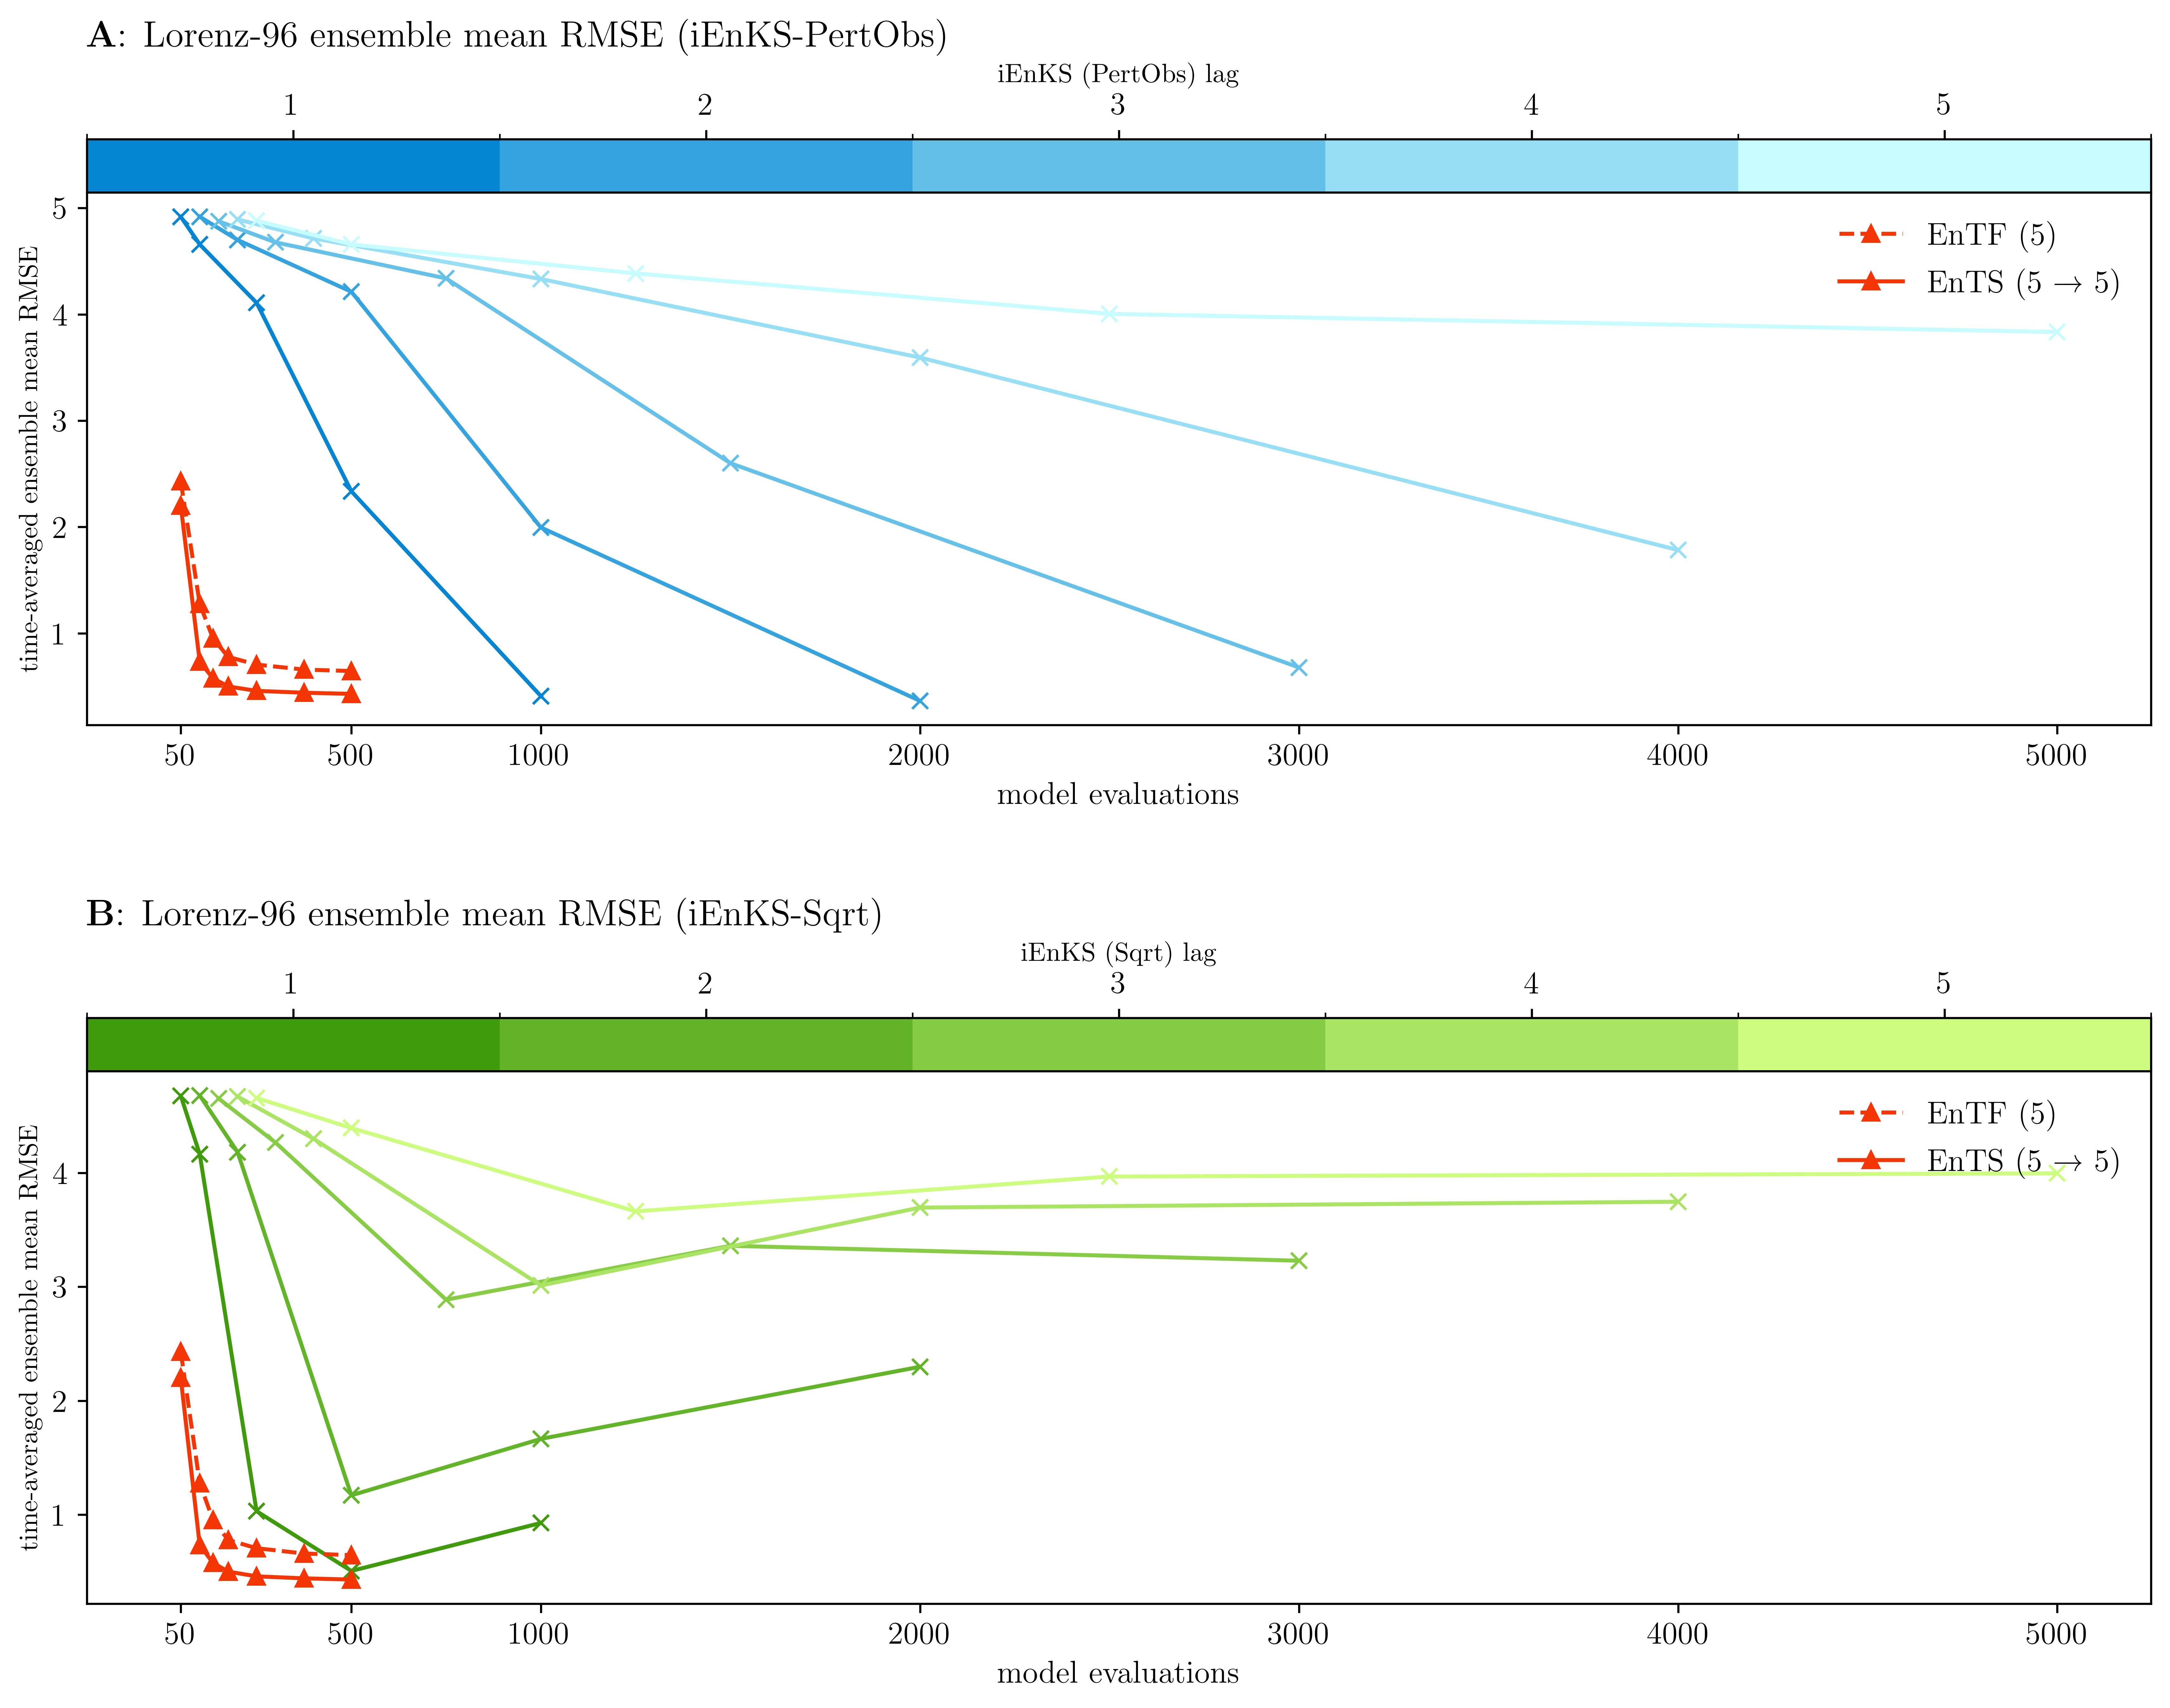 A: Lorenz-96 ensemble mean RMSE (iEnKS-PertObs)
iEnKS (PertObs) lag
1 2 3 4 5
EnTF (5)
EnTS (5 → 5)
5
4
3
2
1
time-averaged ensemble mean RMSE
50 500 1000 2000 3000 4000 5000
model evaluations
B: Lorenz-96 ensemble mean RMSE (iEnKS-Sqrt)
iEnKS (Sqrt) lag
1 2 3 4 5
EnTF (5)
EnTS (5 → 5)
4
3
2
1
time-averaged ensemble mean RMSE
50 500 1000 2000 3000 4000 5000
model evaluations